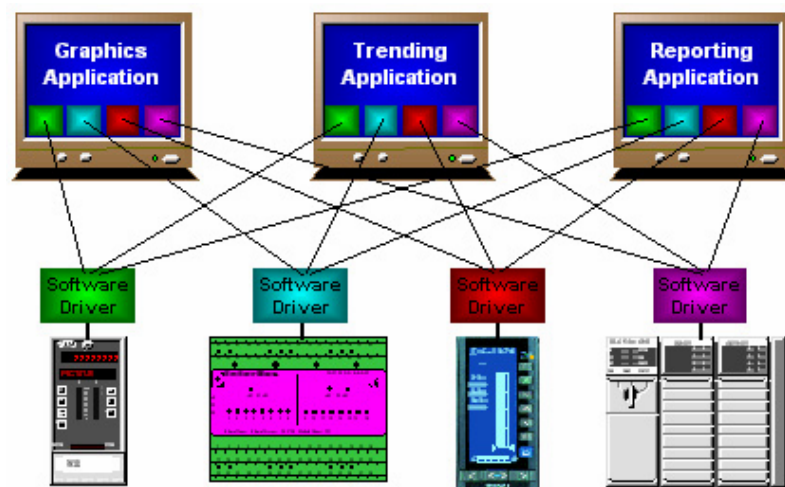 Graphics
Application
Trending
Application
Reporting
Application
Software
Driver
Software
Driver
Software
Driver
Software
Driver